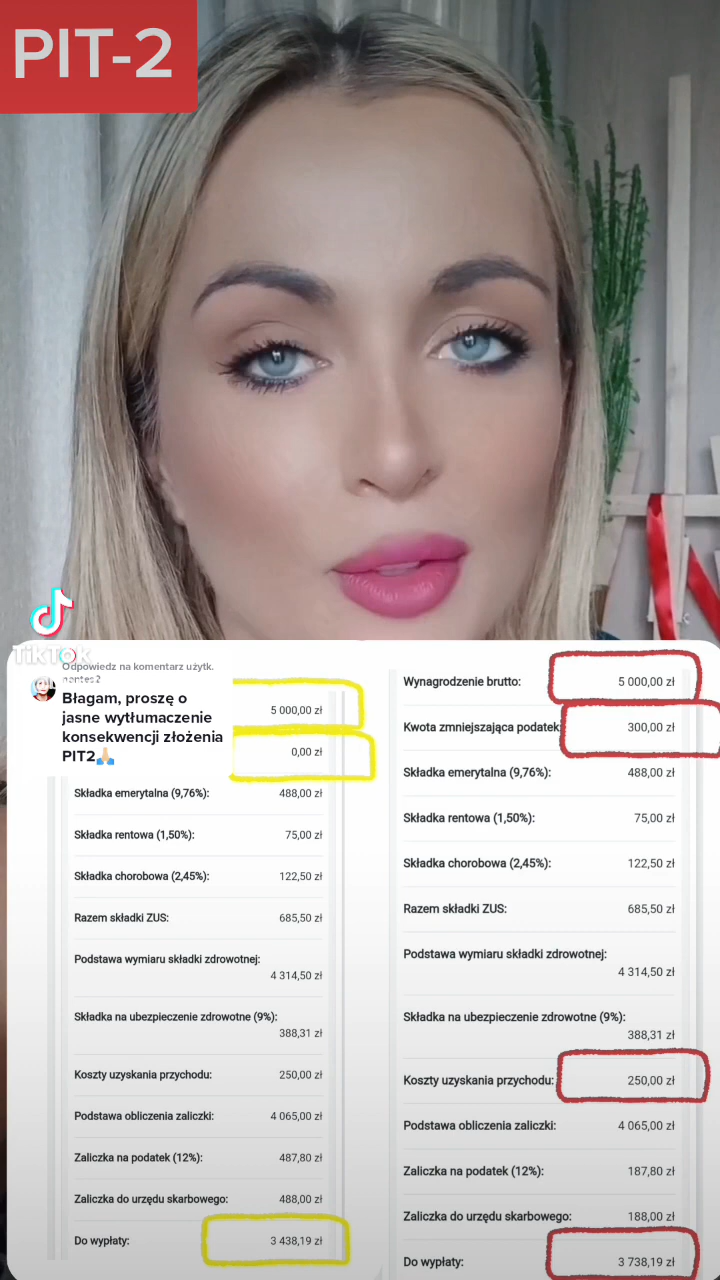 PIT-2
TikTok
Odpowiedz na komentarz użytk.
Błagam, proszę o
jasne wytłumaczenie
konsekwencji złożenia
PIT2🙏🏻
5 000,00 zł
0,00 zł
Składka emerytalna (9,76%): 488,00 zł
Składka rentowa (1,50%): 75,00 zł
Składka chorobowa (2,45%): 122,50 zł
Razem składki ZUS: 685,50 zł
Podstawa wymiaru składki zdrowotnej:
4 314,50 zł
Składka na ubezpieczenie zdrowotne (9%):
388,31 zł
Koszty uzyskania przychodu: 250,00 zł
Podstawa obliczenia zaliczki: 4 065,00 zł
Zaliczka na podatek (12%): 487,80 zł
Zaliczka do urzędu skarbowego: 488,00 zł
Do wypłaty: 3 438,19 zł
Wynagrodzenie brutto: 5 000,00 zł
Kwota zmniejszająca podatek: 300,00 zł
Składka emerytalna (9,76%): 488,00 zł
Składka rentowa (1,50%): 75,00 zł
Składka chorobowa (2,45%): 122,50 zł
Razem składki ZUS: 685,50 zł
Podstawa wymiaru składki zdrowotnej:
4 314,50 zł
Składka na ubezpieczenie zdrowotne (9%):
388,31 zł
Koszty uzyskania przychodu: 250,00 zł
Podstawa obliczenia zaliczki: 4 065,00 zł
Zaliczka na podatek (12%): 187,80 zł
Zaliczka do urzędu skarbowego: 188,00 zł
Do wypłaty: 3 738,19 zł